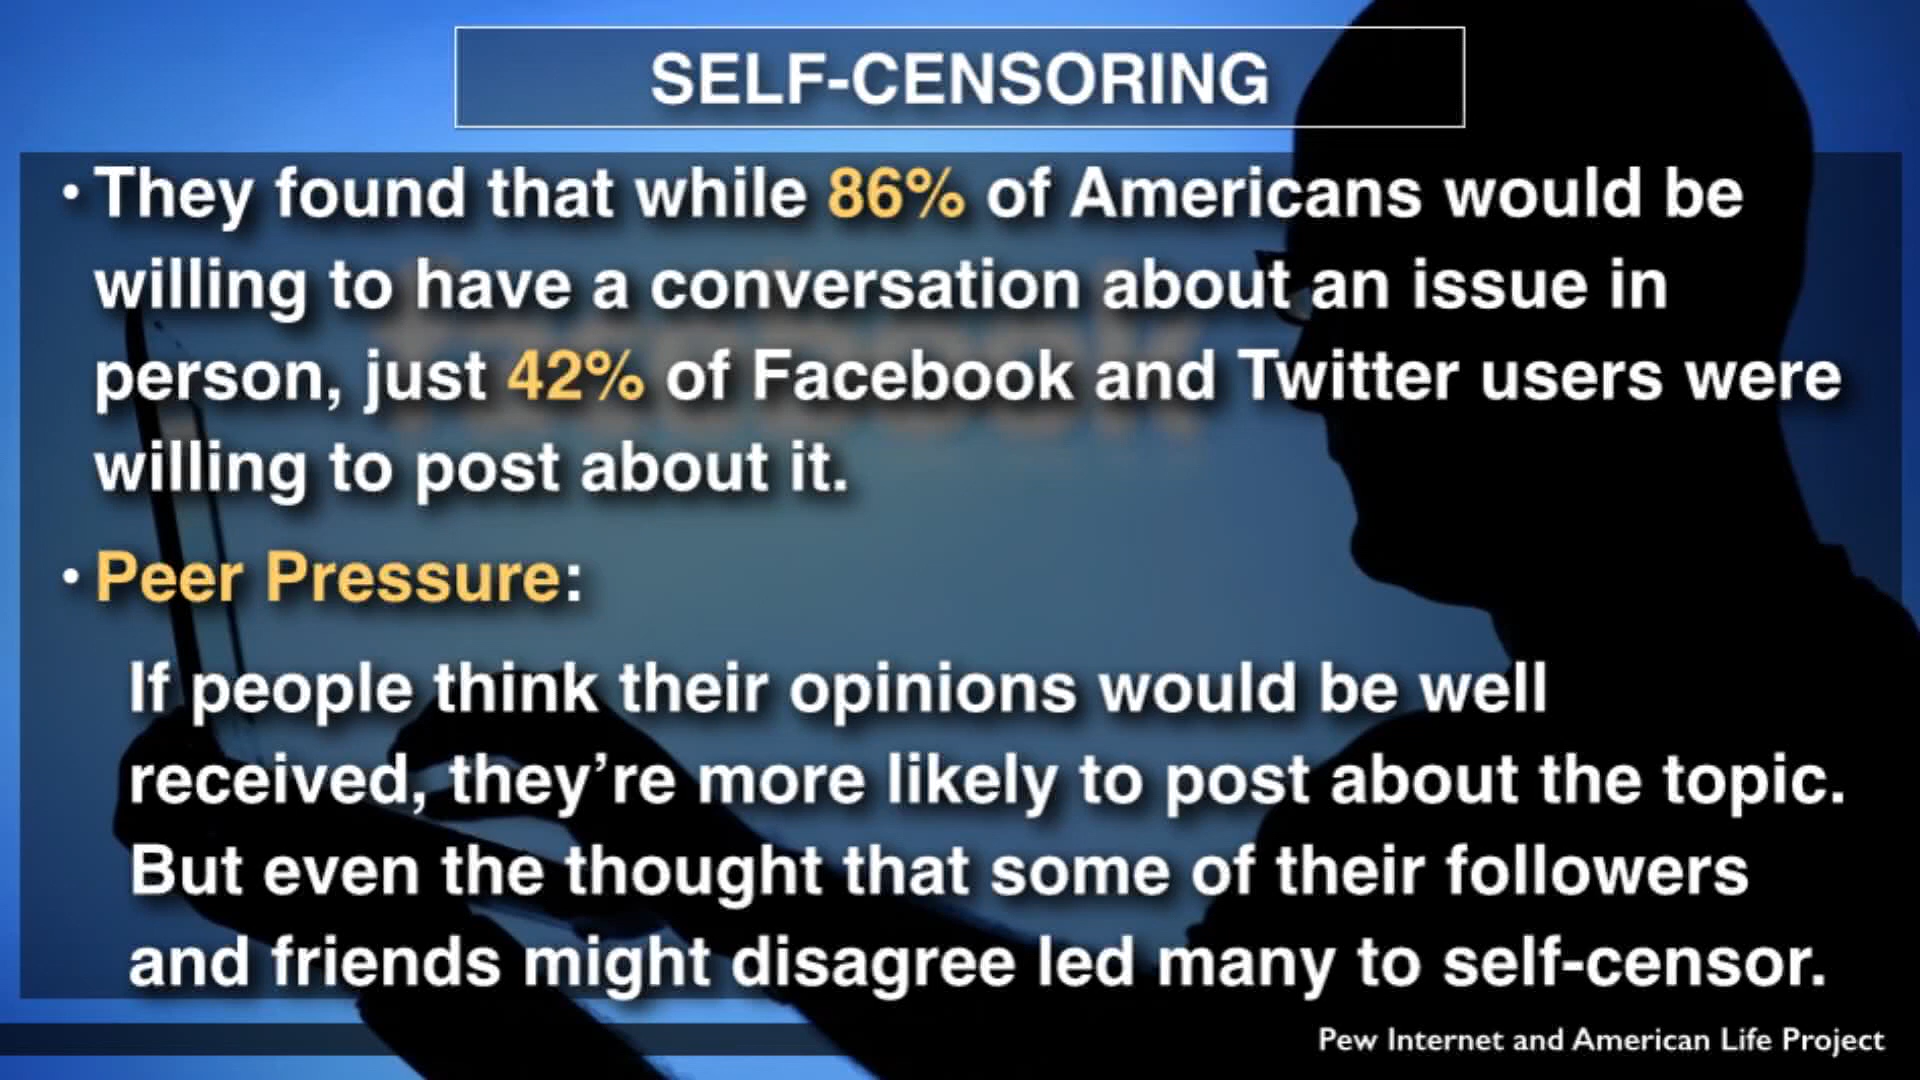 SELF-CENSORING
• They found that while 86% of Americans would be
willing to have a conversation about an issue in
person, just 42% of Facebook and Twitter users were
willing to post about it.
• Peer Pressure:
If people think their opinions would be well
received, they’re more likely to post about the topic.
But even the thought that some of their followers
and friends might disagree led many to self-censor.
Pew Internet and American Life Project